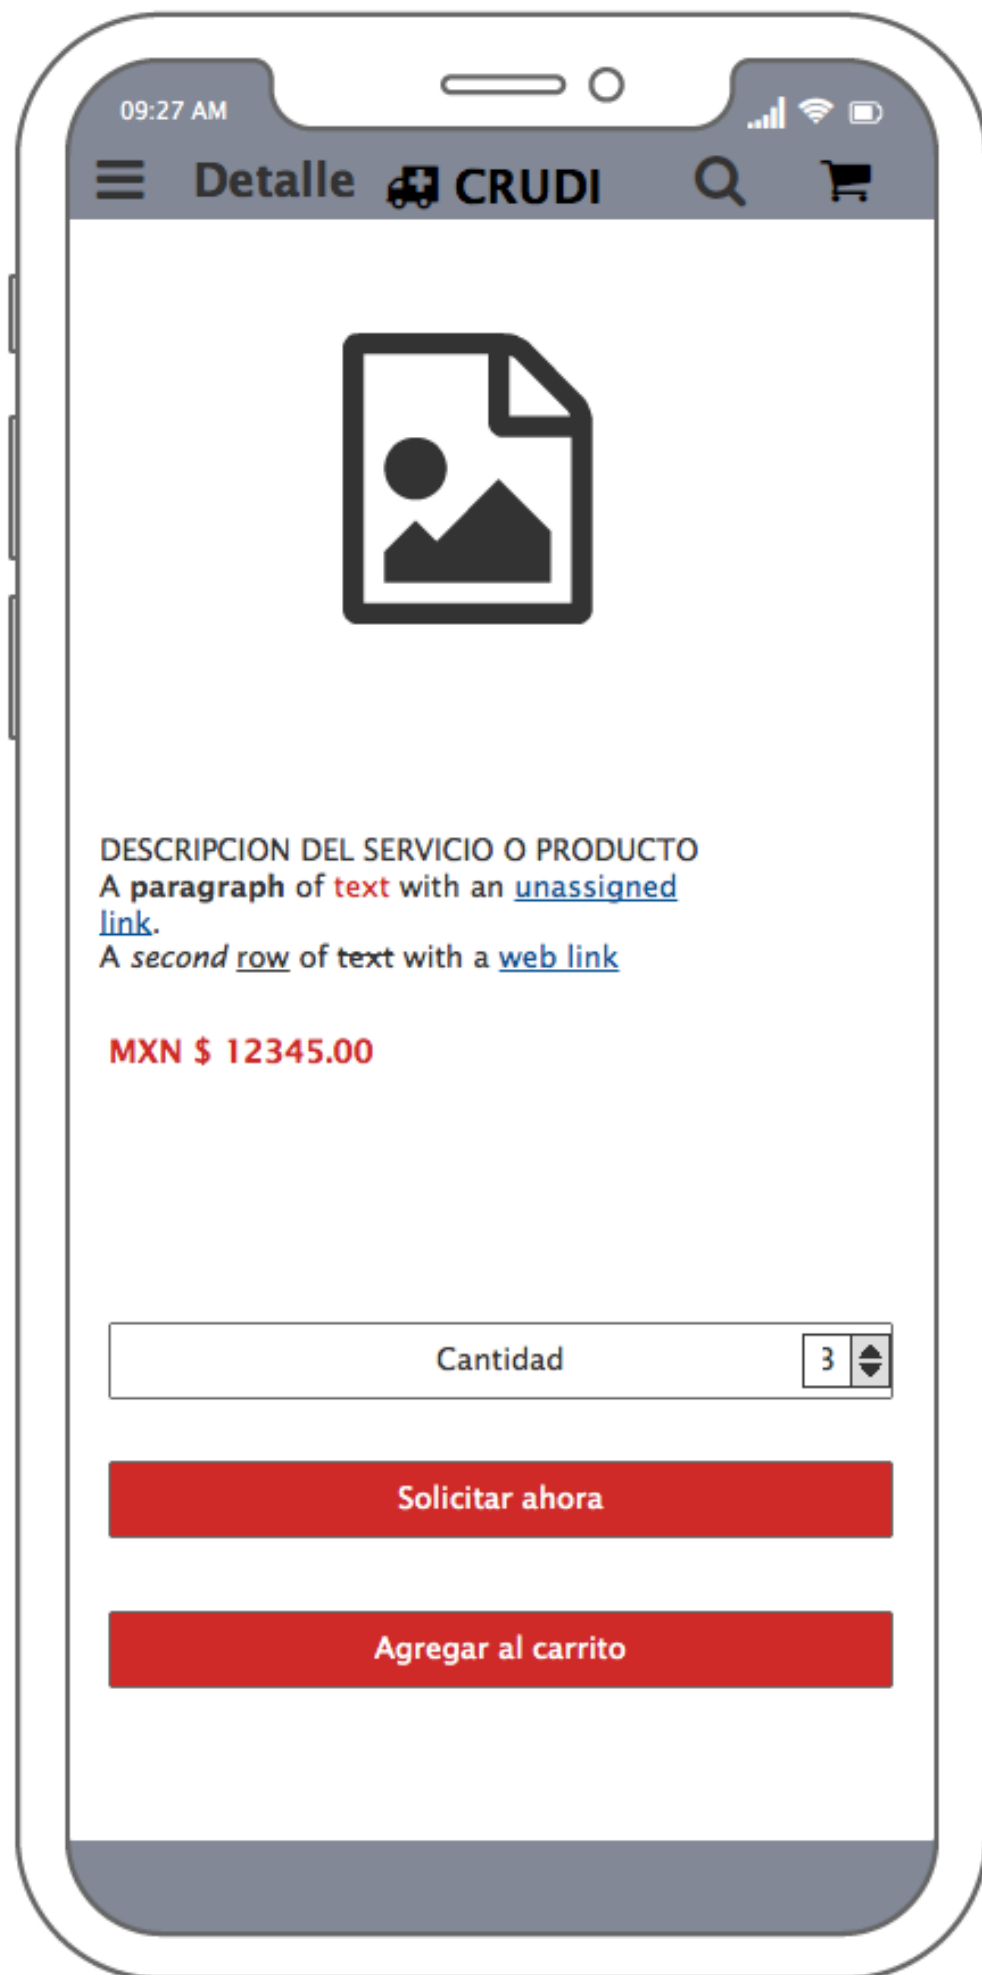 09:27 AM
Detalle CRUDI
DESCRIPCION DEL SERVICIO O PRODUCTO
A paragraph of text with an unassigned
link.
A second row of text with a web link
MXN $ 12345.00
Cantidad 3
Solicitar ahora
Agregar al carrito